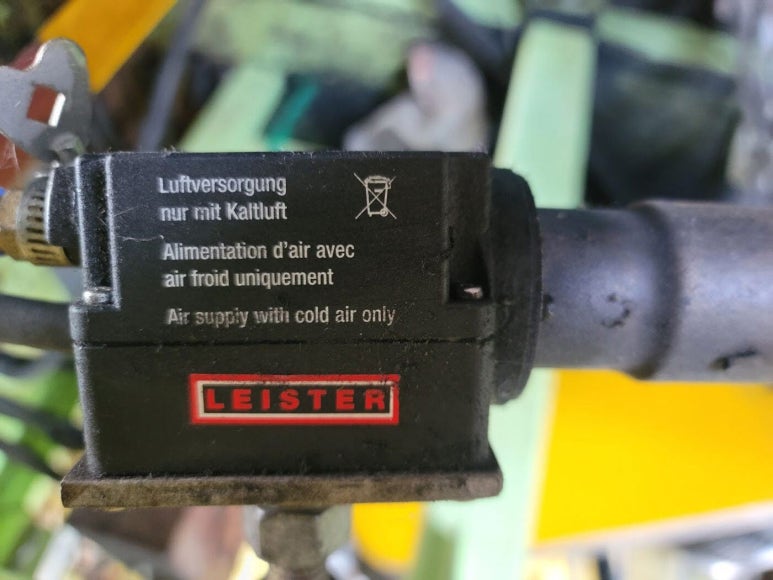 Luftversorgung
nur mit Kaltluft
Alimentation d'air avec
air froid uniquement
Air supply with cold air only
LEISTER